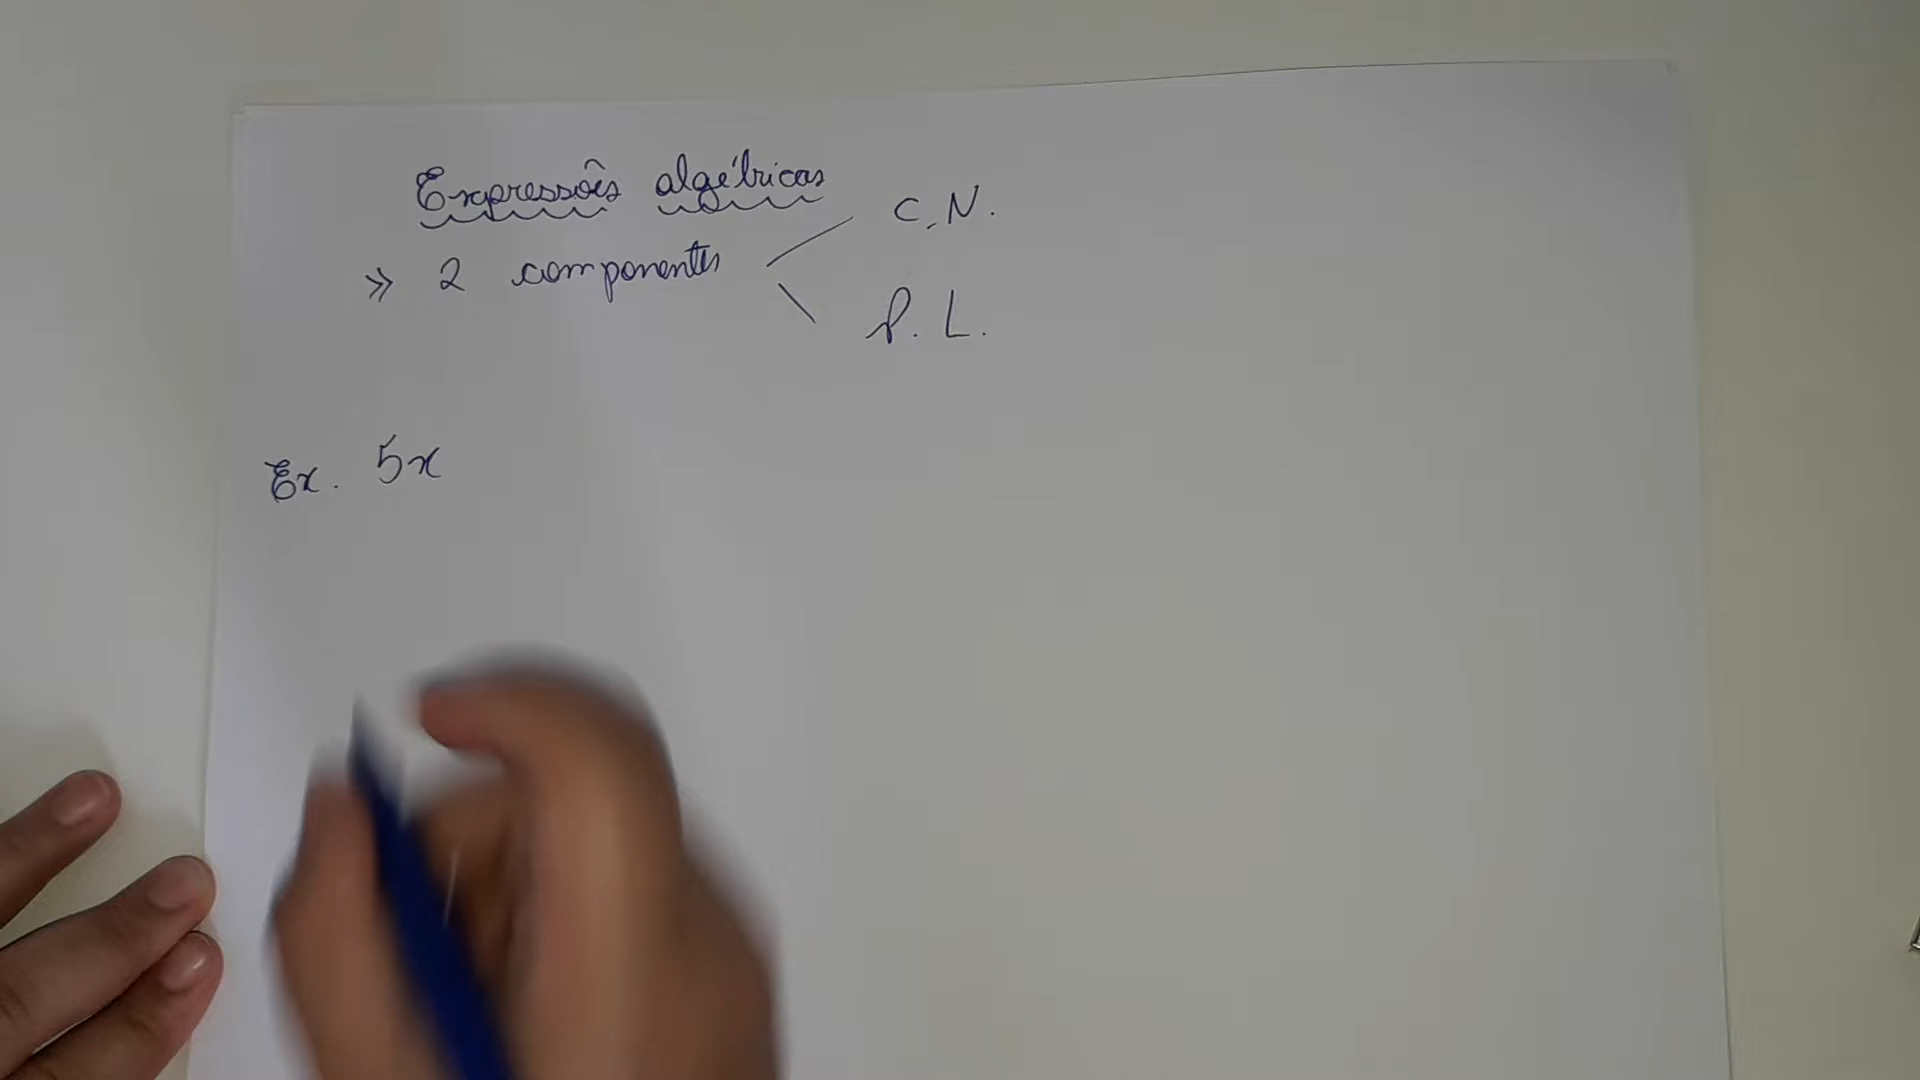 Expressões algébricas
» 2 componentes
C.N.
P.L.
Ex. 5x